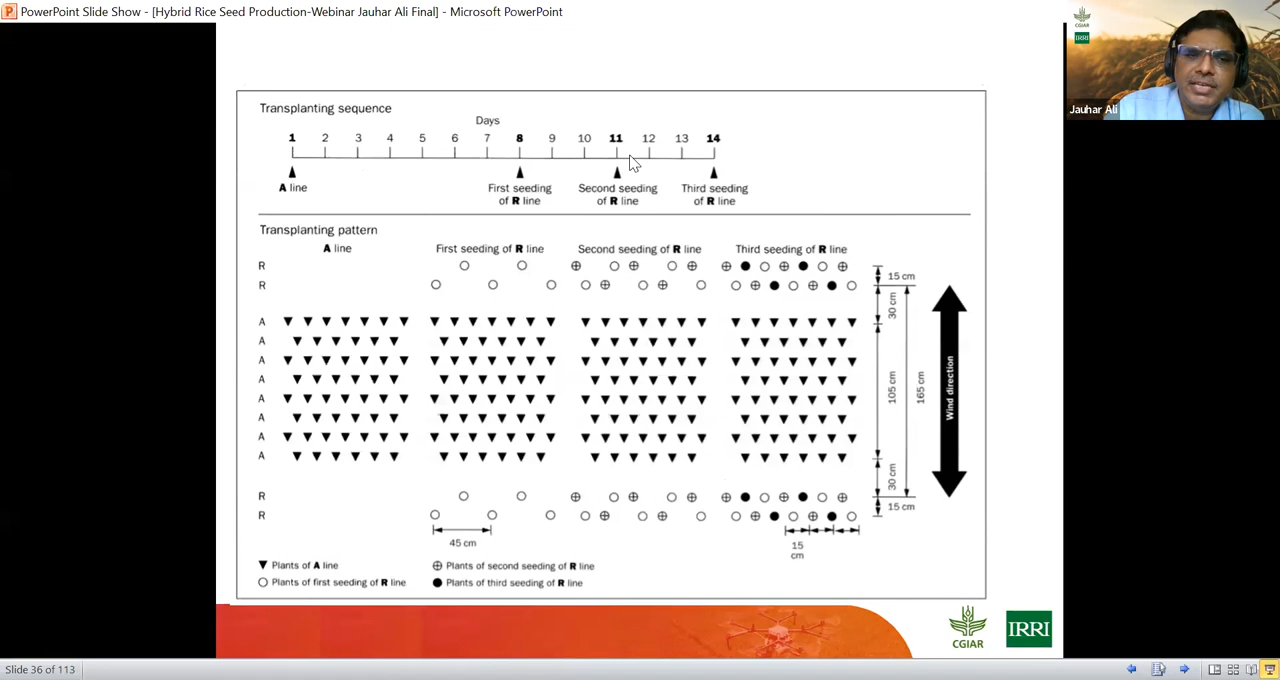 PowerPoint Slide Show - [Hybrid Rice Seed Production-Webinar Jauhar Ali Final] - Microsoft PowerPoint
CGIAR
IRRI
Jauhar Ali
Transplanting sequence
Days
1 2 3 4 5 6 7 8 9 10 11 12 13 14
A line
First seeding
of R line
Second seeding
of R line
Third seeding
of R line
Transplanting pattern
A line
First seeding of R line
Second seeding of R line
Third seeding of R line
R
R
A
A
A
A
A
A
A
A
R
R
15 cm
30 cm
105 cm
165 cm
30 cm
15 cm
Wind direction
45 cm
15
cm
Plants of A line
Plants of second seeding of R line
Plants of first seeding of R line
Plants of third seeding of R line
CGIAR
IRRI
Slide 36 of 113